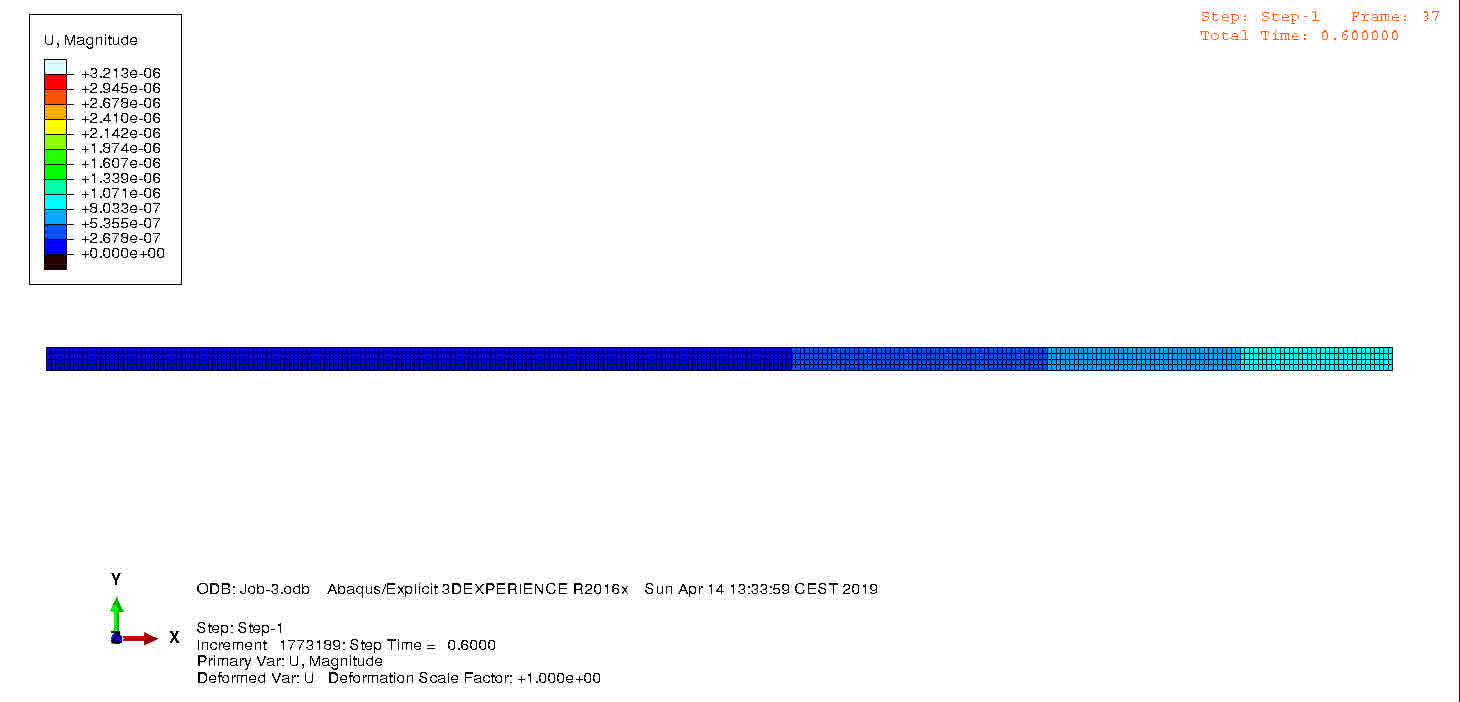 U, Magnitude
+3.213e-06
+2.945e-06
+2.678e-06
+2.410e-06
+2.142e-06
+1.874e-06
+1.607e-06
+1.339e-06
+1.071e-06
+8.033e-07
+5.355e-07
+2.678e-07
+0.000e+00
Step: Step-1 Frame: 37
Total Time: 0.600000
Y
X
ODB: Job-3.odb Abaqus/Explicit 3DEXPERIENCE R2016x Sun Apr 14 13:33:59 CEST 2019
Step: Step-1
Increment 1773189: Step Time = 0.6000
Primary Var: U, Magnitude
Deformed Var: U Deformation Scale Factor: +1.000e+00